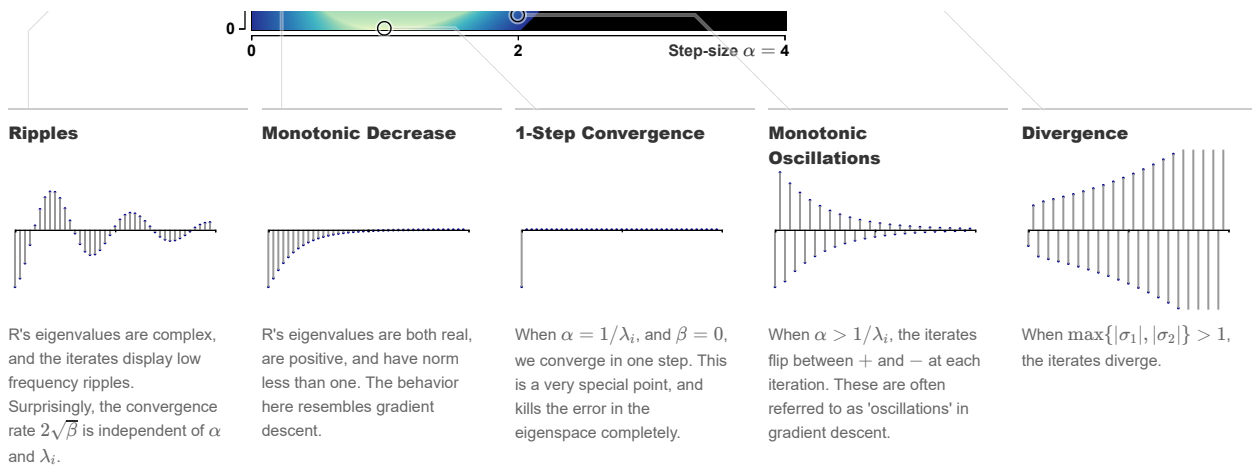 0
0 2 4
Step-size α =
Ripples
R's eigenvalues are complex,
and the iterates display low
frequency ripples.
Surprisingly, the convergence
rate 2√β is independent of α
and λᵢ.
Monotonic Decrease
R's eigenvalues are both real,
are positive, and have norm
less than one. The behavior
here resembles gradient
descent.
1-Step Convergence
When α = 1/λᵢ, and β = 0,
we converge in one step. This
is a very special point, and
kills the error in the
eigenspace completely.
Monotonic
Oscillations
When α > 1/λᵢ, the iterates
flip between + and − at each
iteration. These are often
referred to as 'oscillations' in
gradient descent.
Divergence
When max{|σ₁|, |σ₂|} > 1,
the iterates diverge.